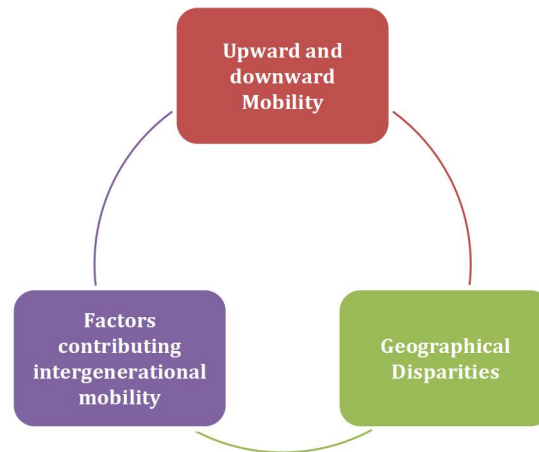 Upward and
downward
Mobility
Factors
contributing
intergenerational
mobility
Geographical
Disparities